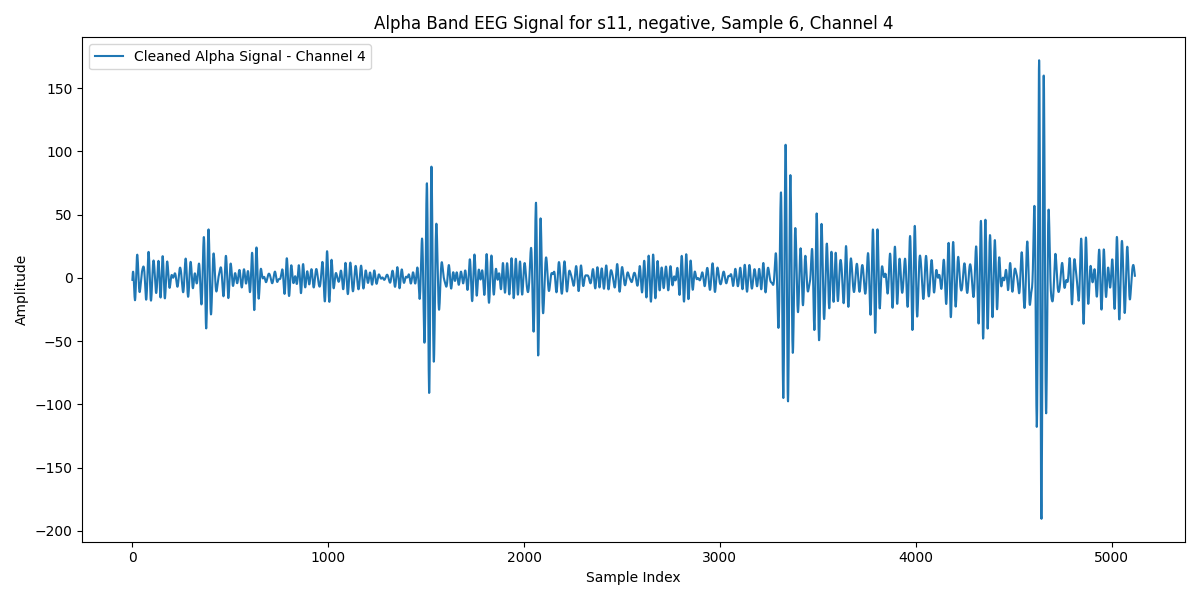 Alpha Band EEG Signal for s11, negative, Sample 6, Channel 4
Cleaned Alpha Signal - Channel 4
Amplitude
150
100
50
0
−50
−100
−150
−200
0 1000 2000 3000 4000 5000
Sample Index